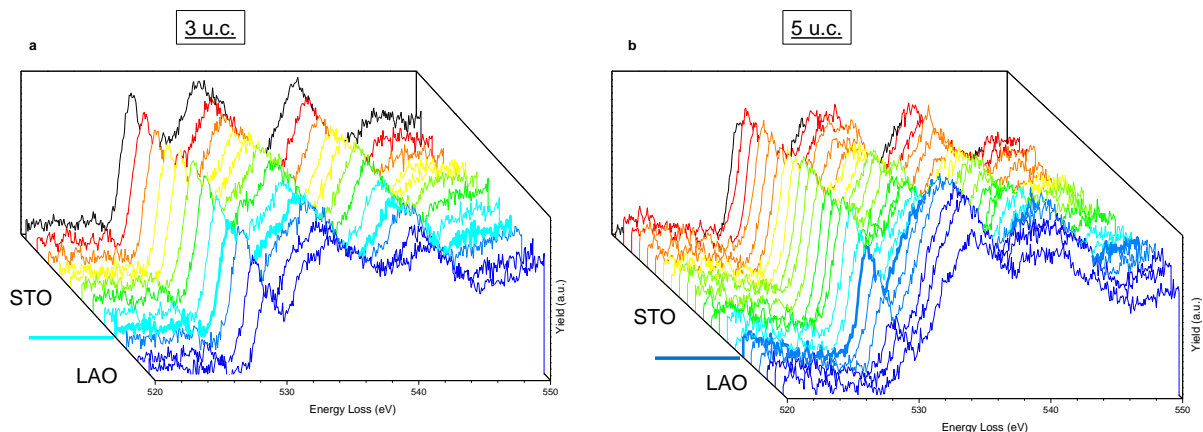 3 u.c.
5 u.c.
a
b
STO
LAO
520
530
540
550
Energy Loss (eV)
Yield (a.u.)
STO
LAO
520
530
540
550
Energy Loss (eV)
Yield (a.u.)